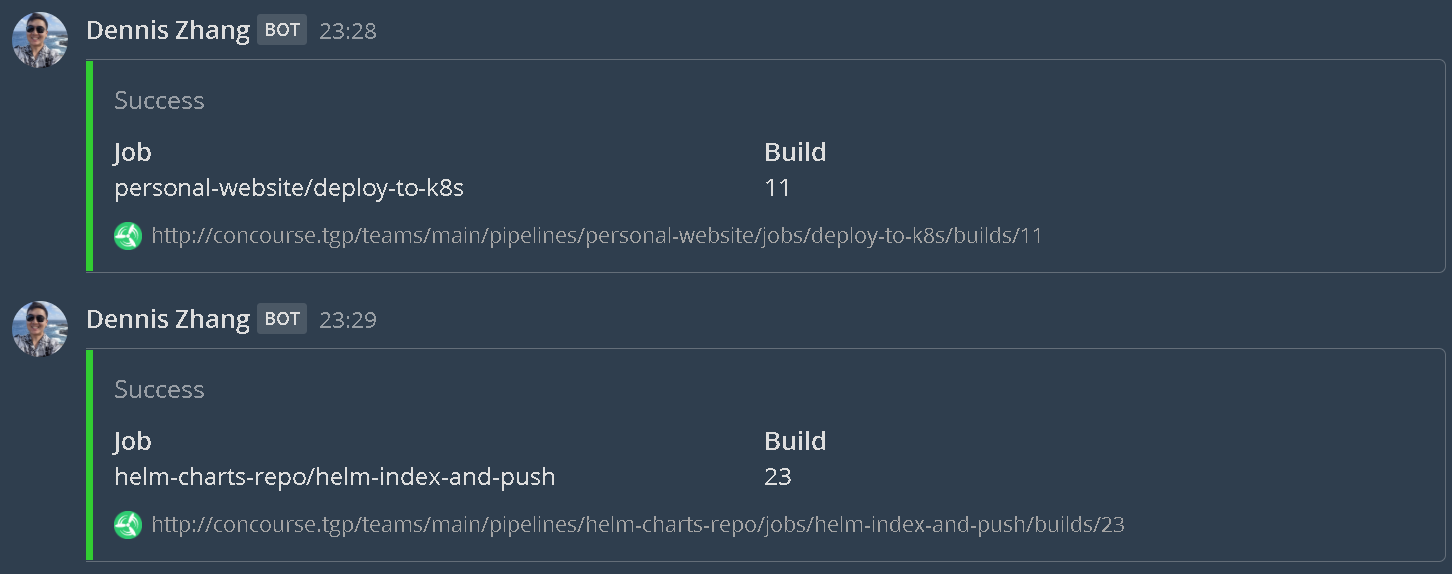 Dennis Zhang BOT 23:28
Success
Job Build
personal-website/deploy-to-k8s 11
http://concourse.tgp/teams/main/pipelines/personal-website/jobs/deploy-to-k8s/builds/11
Dennis Zhang BOT 23:29
Success
Job Build
helm-charts-repo/helm-index-and-push 23
http://concourse.tgp/teams/main/pipelines/helm-charts-repo/jobs/helm-index-and-push/builds/23